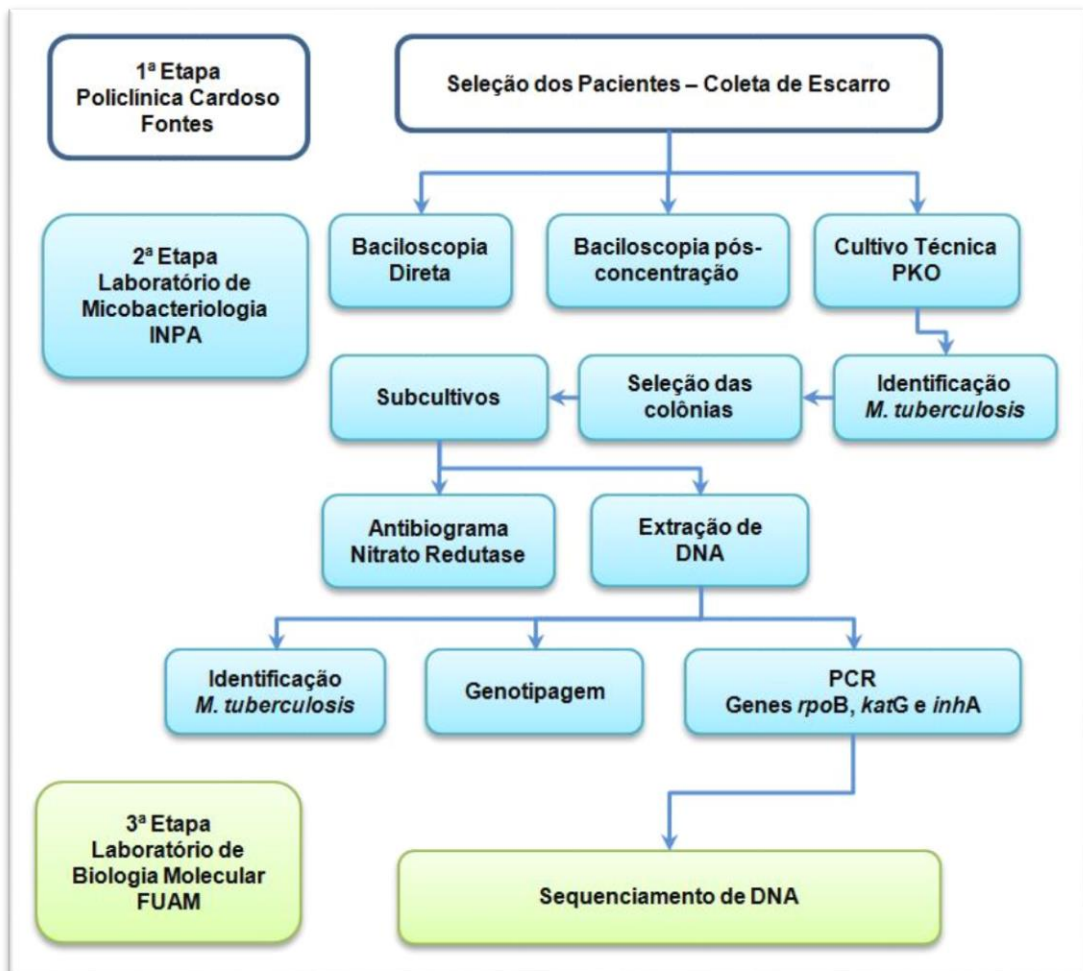 1ª Etapa
Policlínica Cardoso
Fontes
Seleção dos Pacientes – Coleta de Escarro
2ª Etapa
Laboratório de
Micobacteriologia
INPA
Baciloscopia
Direta
Baciloscopia pós-
concentração
Cultivo Técnica
PKO
Subcultivos
Seleção das
colônias
Identificação
M. tuberculosis
Antibiograma
Nitrato Redutase
Extração de
DNA
Identificação
M. tuberculosis
Genotipagem
PCR
Genes rpoB, katG e inhA
3ª Etapa
Laboratório de
Biologia Molecular
FUAM
Sequenciamento de DNA